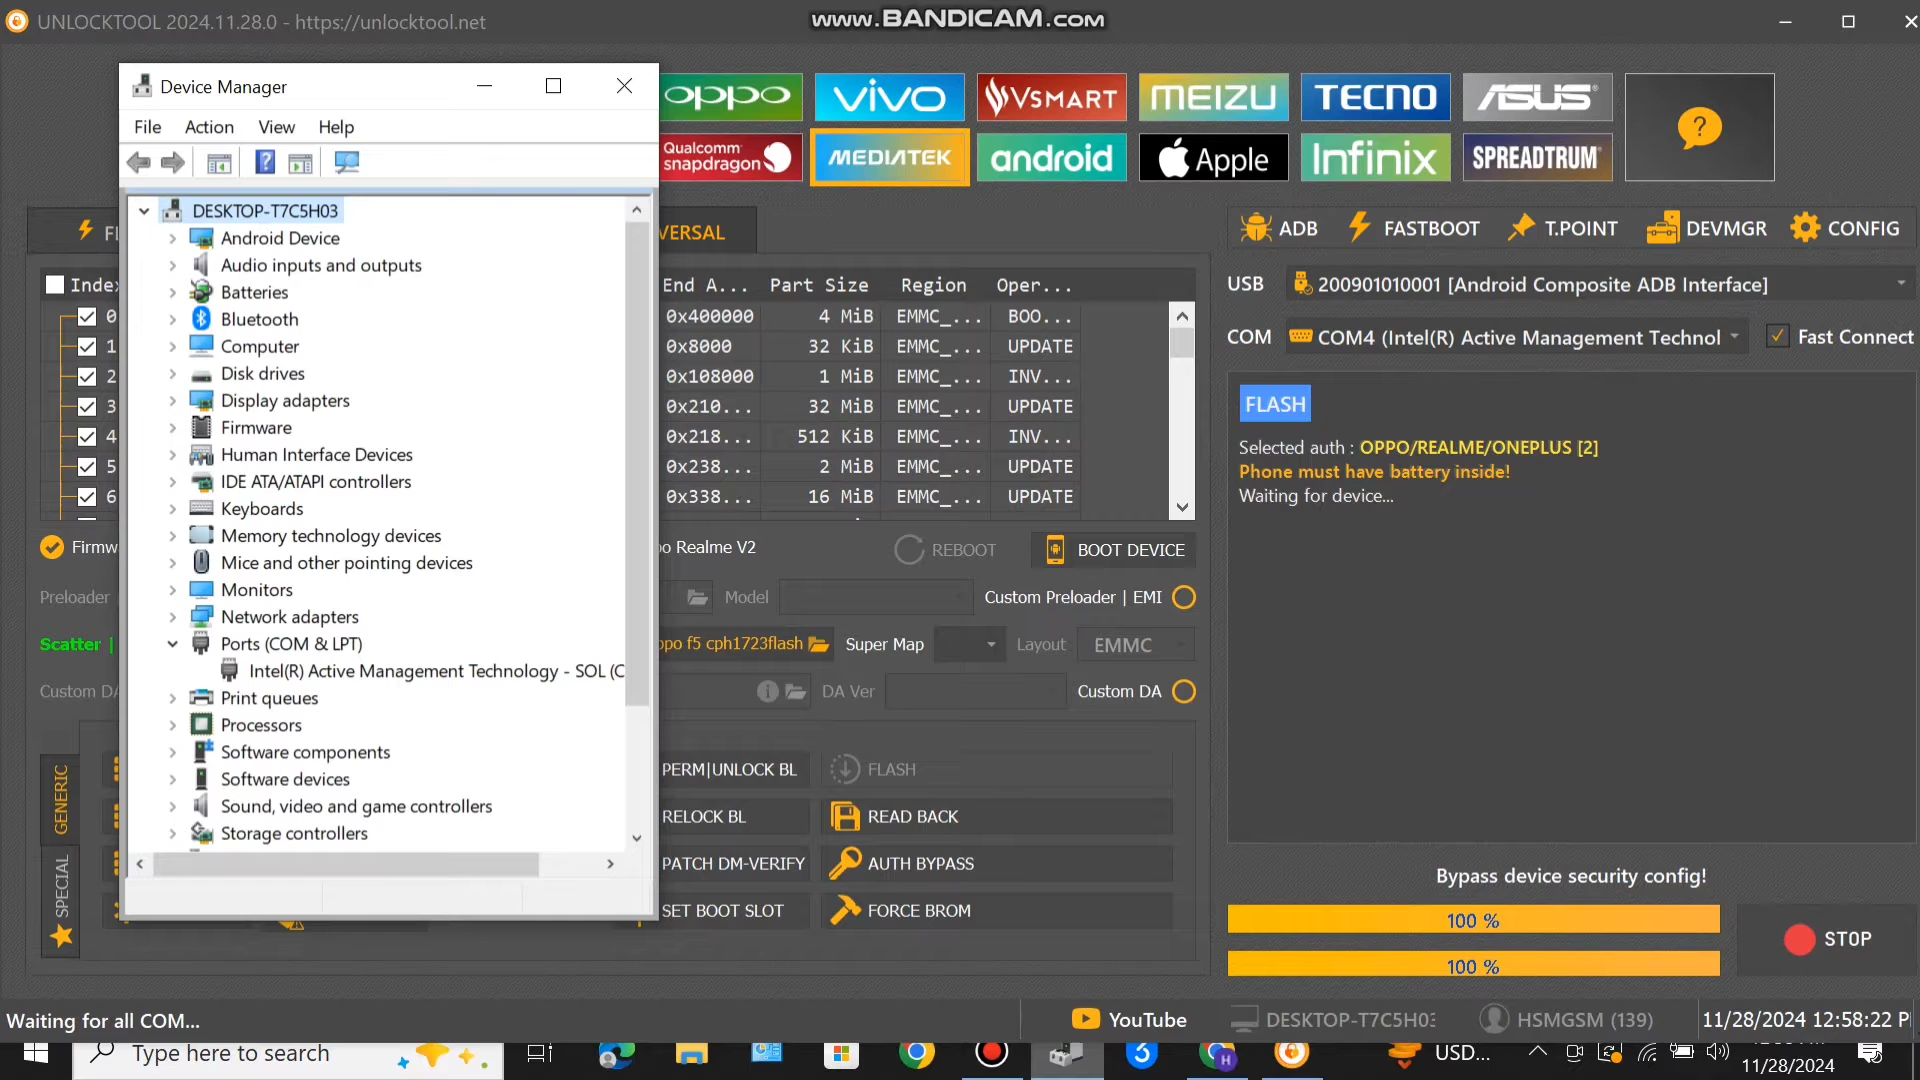 UNLOCKTOOL 2024.11.28.0 - https://unlocktool.net
www.BANDICAM.com
Device Manager
File Action View Help
DESKTOP-T7C5H03
Android Device
Audio inputs and outputs
Batteries
Bluetooth
Computer
Disk drives
Display adapters
Firmware
Human Interface Devices
IDE ATA/ATAPI controllers
Keyboards
Memory technology devices
Mice and other pointing devices
Monitors
Network adapters
Ports (COM & LPT)
Intel(R) Active Management Technology - SOL (C
Print queues
Processors
Software components
Software devices
Sound, video and game controllers
Storage controllers
oppo vivo VSMART MEIZU TECNO ASUS
Qualcomm snapdragon MEDIATEK android Apple Infinix SPREADTRUM
?
VERSAL
Index End A... Part Size Region Oper...
0 0x400000 4 MiB EMMC_... BOO...
1 0x8000 32 KiB EMMC_... UPDATE
2 0x108000 1 MiB EMMC_... INV...
3 0x210... 32 MiB EMMC_... UPDATE
4 0x218... 512 KiB EMMC_... INV...
5 0x238... 2 MiB EMMC_... UPDATE
6 0x338... 16 MiB EMMC_... UPDATE
Firmw po Realme V2 REBOOT BOOT DEVICE
Preloader Model Custom Preloader | EMI
Scatter | ppo f5 cph1723flash Super Map Layout EMMC
Custom DA DA Ver Custom DA
GENERIC
SPECIAL
PERM|UNLOCK BL FLASH
RELOCK BL READ BACK
PATCH DM-VERIFY AUTH BYPASS
SET BOOT SLOT FORCE BROM
ADB FASTBOOT T.POINT DEVMGR CONFIG
USB 200901010001 [Android Composite ADB Interface]
COM COM4 (Intel(R) Active Management Technol Fast Connect
FLASH
Selected auth : OPPO/REALME/ONEPLUS [2]
Phone must have battery inside!
Waiting for device...
Bypass device security config!
100 %
100 %
STOP
Waiting for all COM... YouTube DESKTOP-T7C5H03 HSMGSM (139) 11/28/2024 12:58:22 P
Type here to search
USD...
11/28/2024